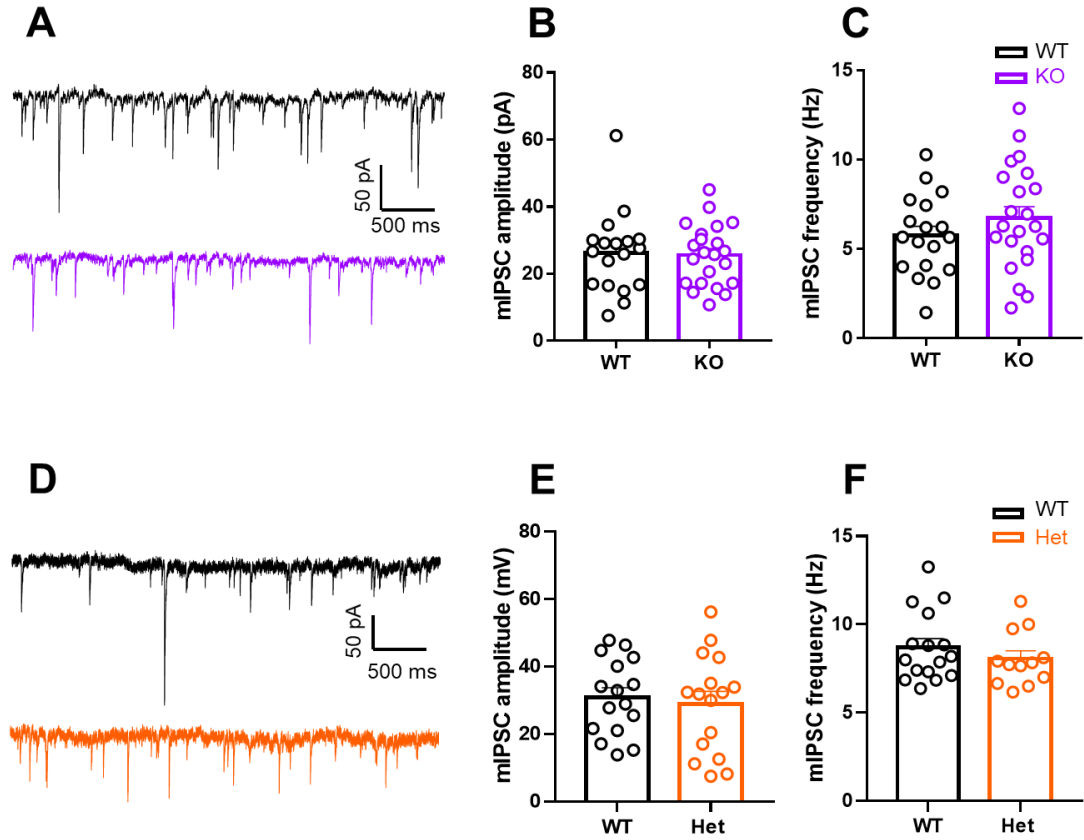 A
50 pA
500 ms
B
mIPSC amplitude (pA)
80
60
40
20
0
WT
KO
C
WT
KO
mIPSC frequency (Hz)
15
10
5
0
WT
KO
D
50 pA
500 ms
E
mIPSC amplitude (mV)
80
60
40
20
0
WT
Het
F
WT
Het
mIPSC frequency (Hz)
15
10
5
0
WT
Het